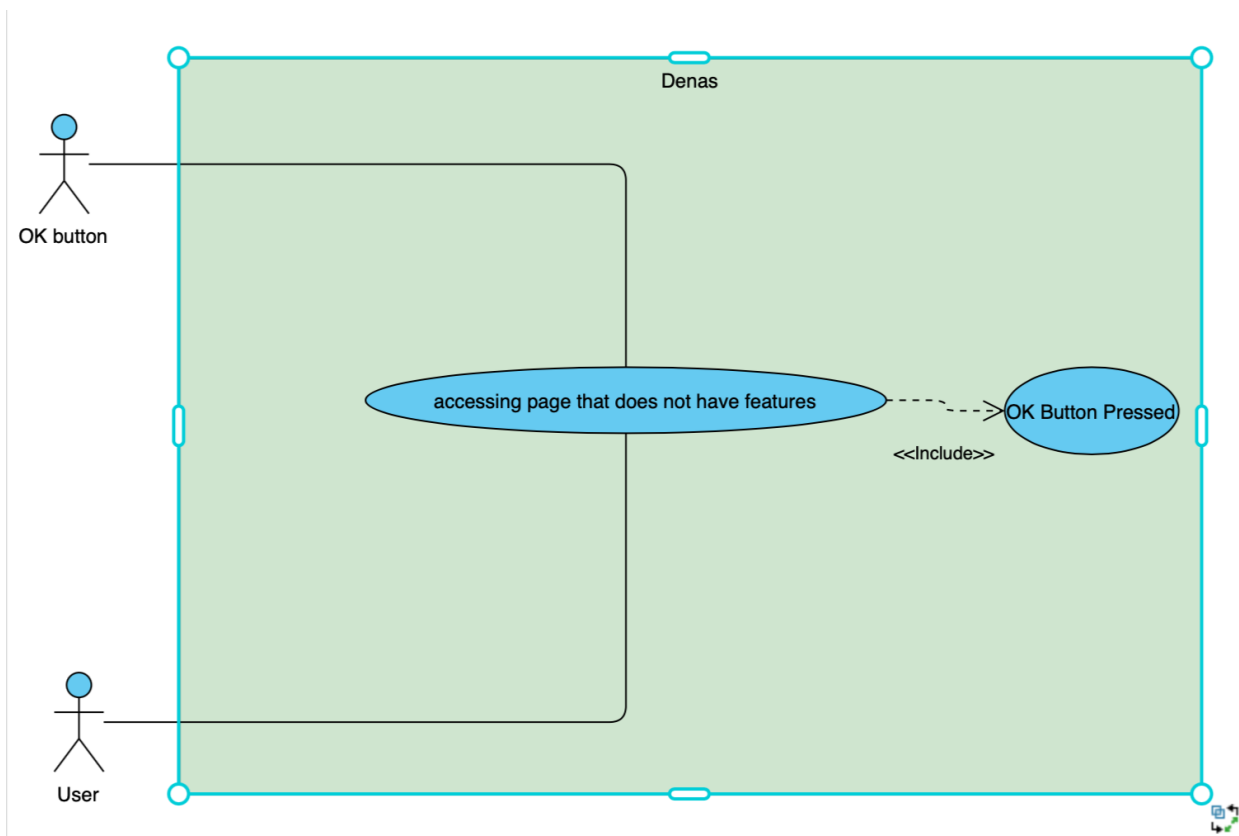 Denas
OK button
accessing page that does not have features
OK Button Pressed
<<Include>>
User